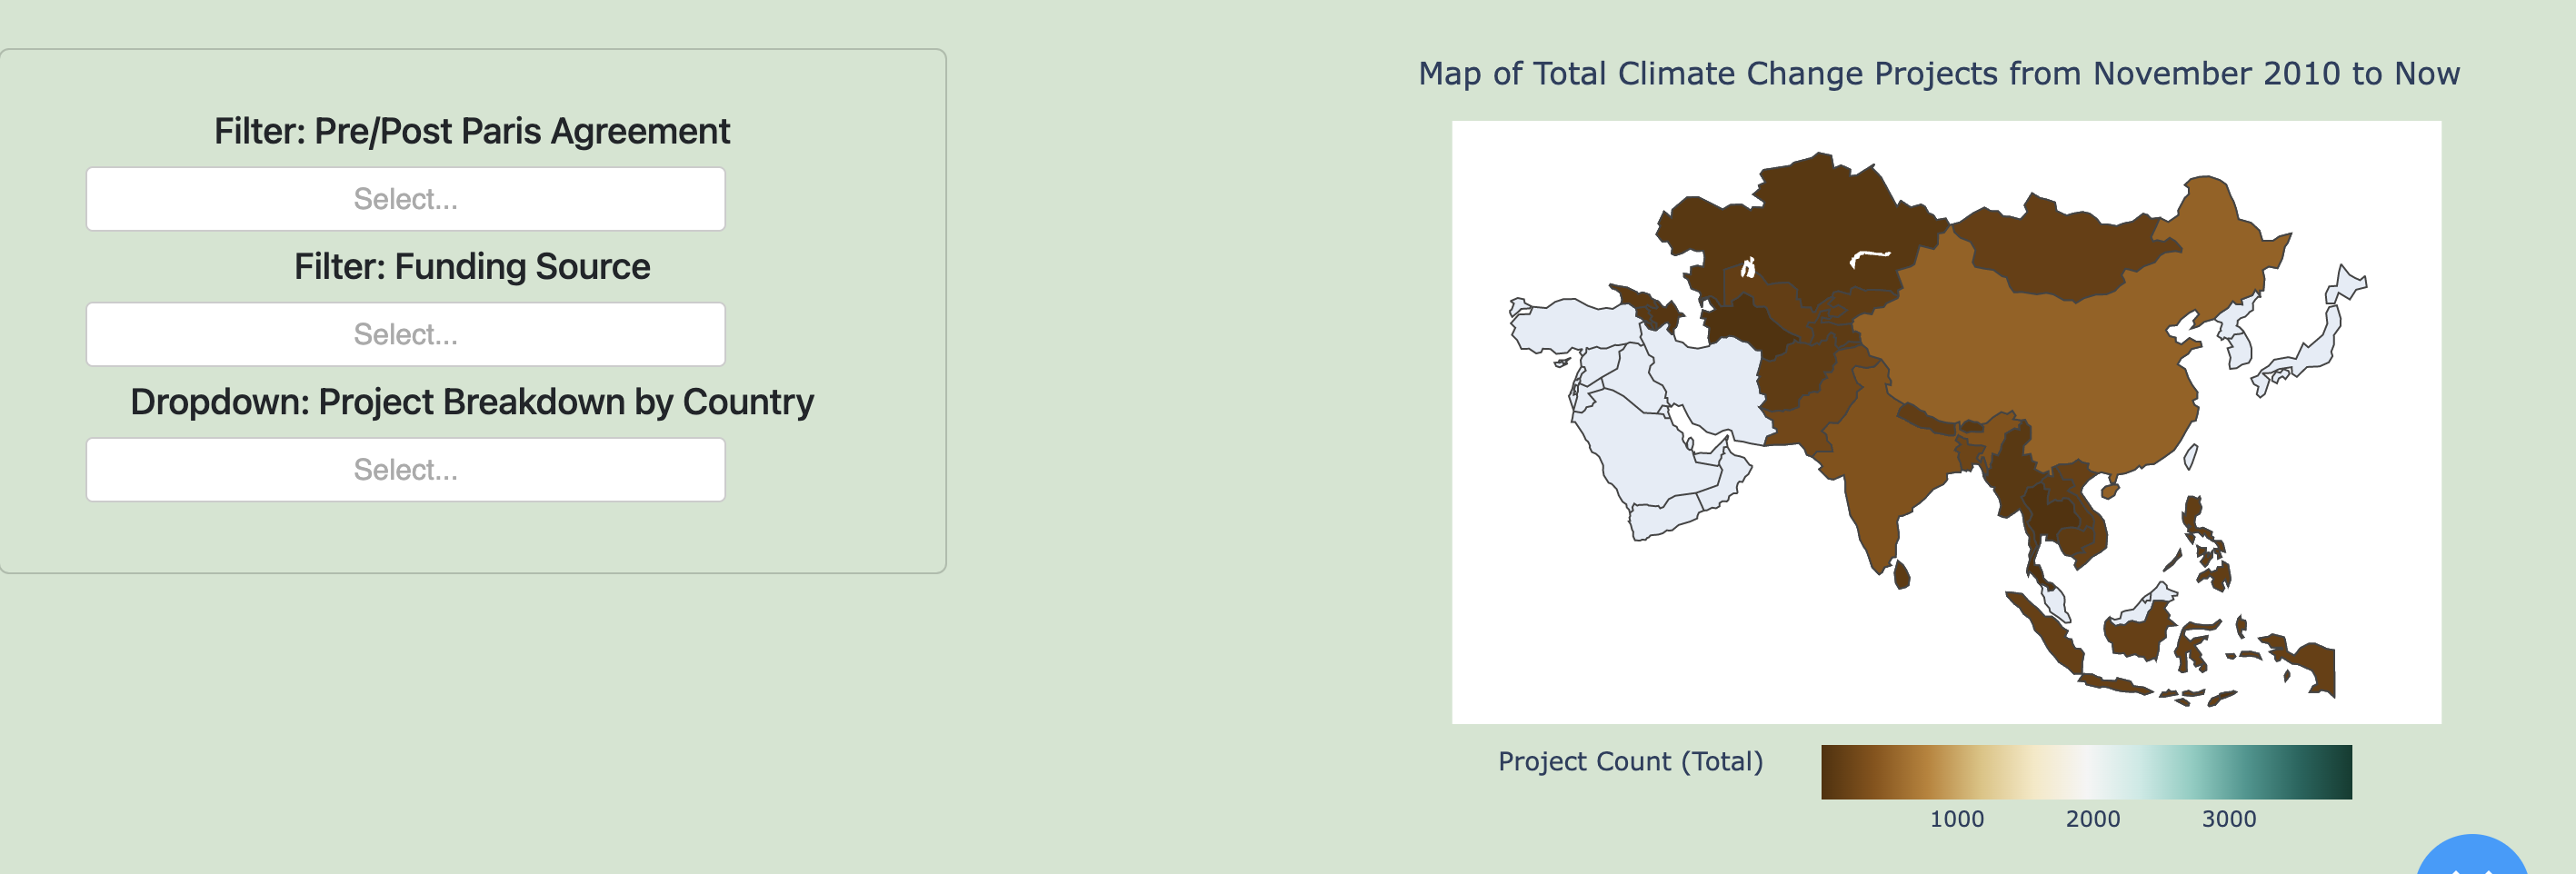 Filter: Pre/Post Paris Agreement
Select...
Filter: Funding Source
Select...
Dropdown: Project Breakdown by Country
Select...
Map of Total Climate Change Projects from November 2010 to Now
Project Count (Total)
1000 2000 3000